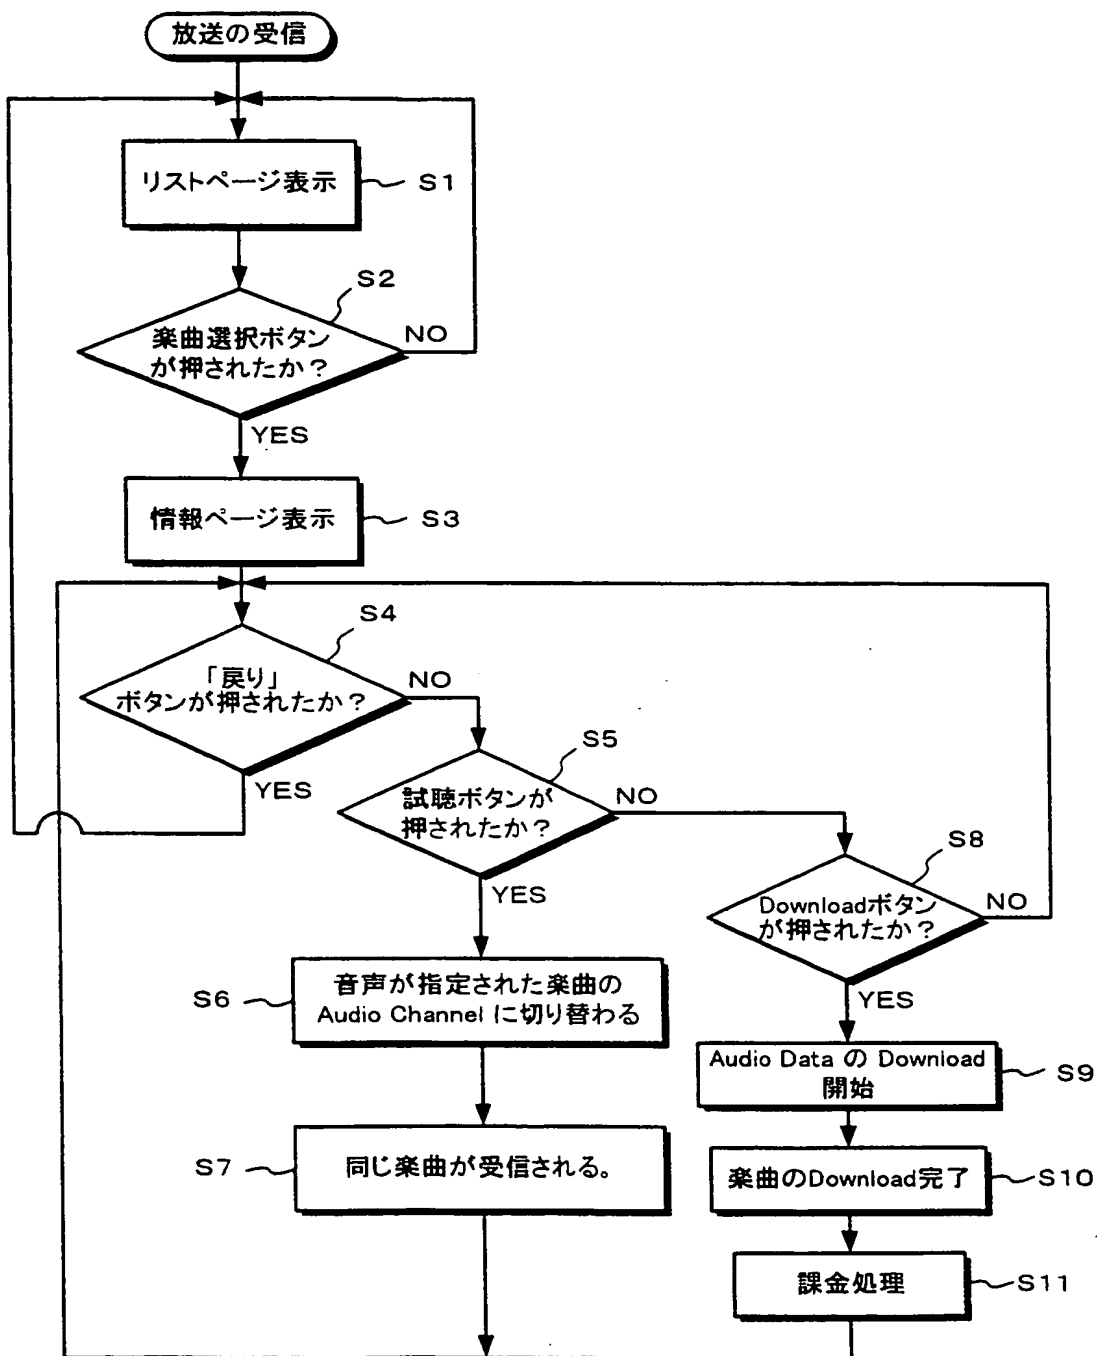 放送の受信
リストページ表示
S1
S2
楽曲選択ボタン
が押されたか？
NO
YES
情報ページ表示
S3
S4
「戻り」
ボタンが押されたか？
NO
YES
S5
試聴ボタンが
押されたか？
NO
YES
S8
Downloadボタン
が押されたか？
NO
YES
S6
音声が指定された楽曲の
Audio Channel に切り替わる
Audio Data の Download
開始
S9
S7
同じ楽曲が受信される。
楽曲のDownload完了
S10
課金処理
S11